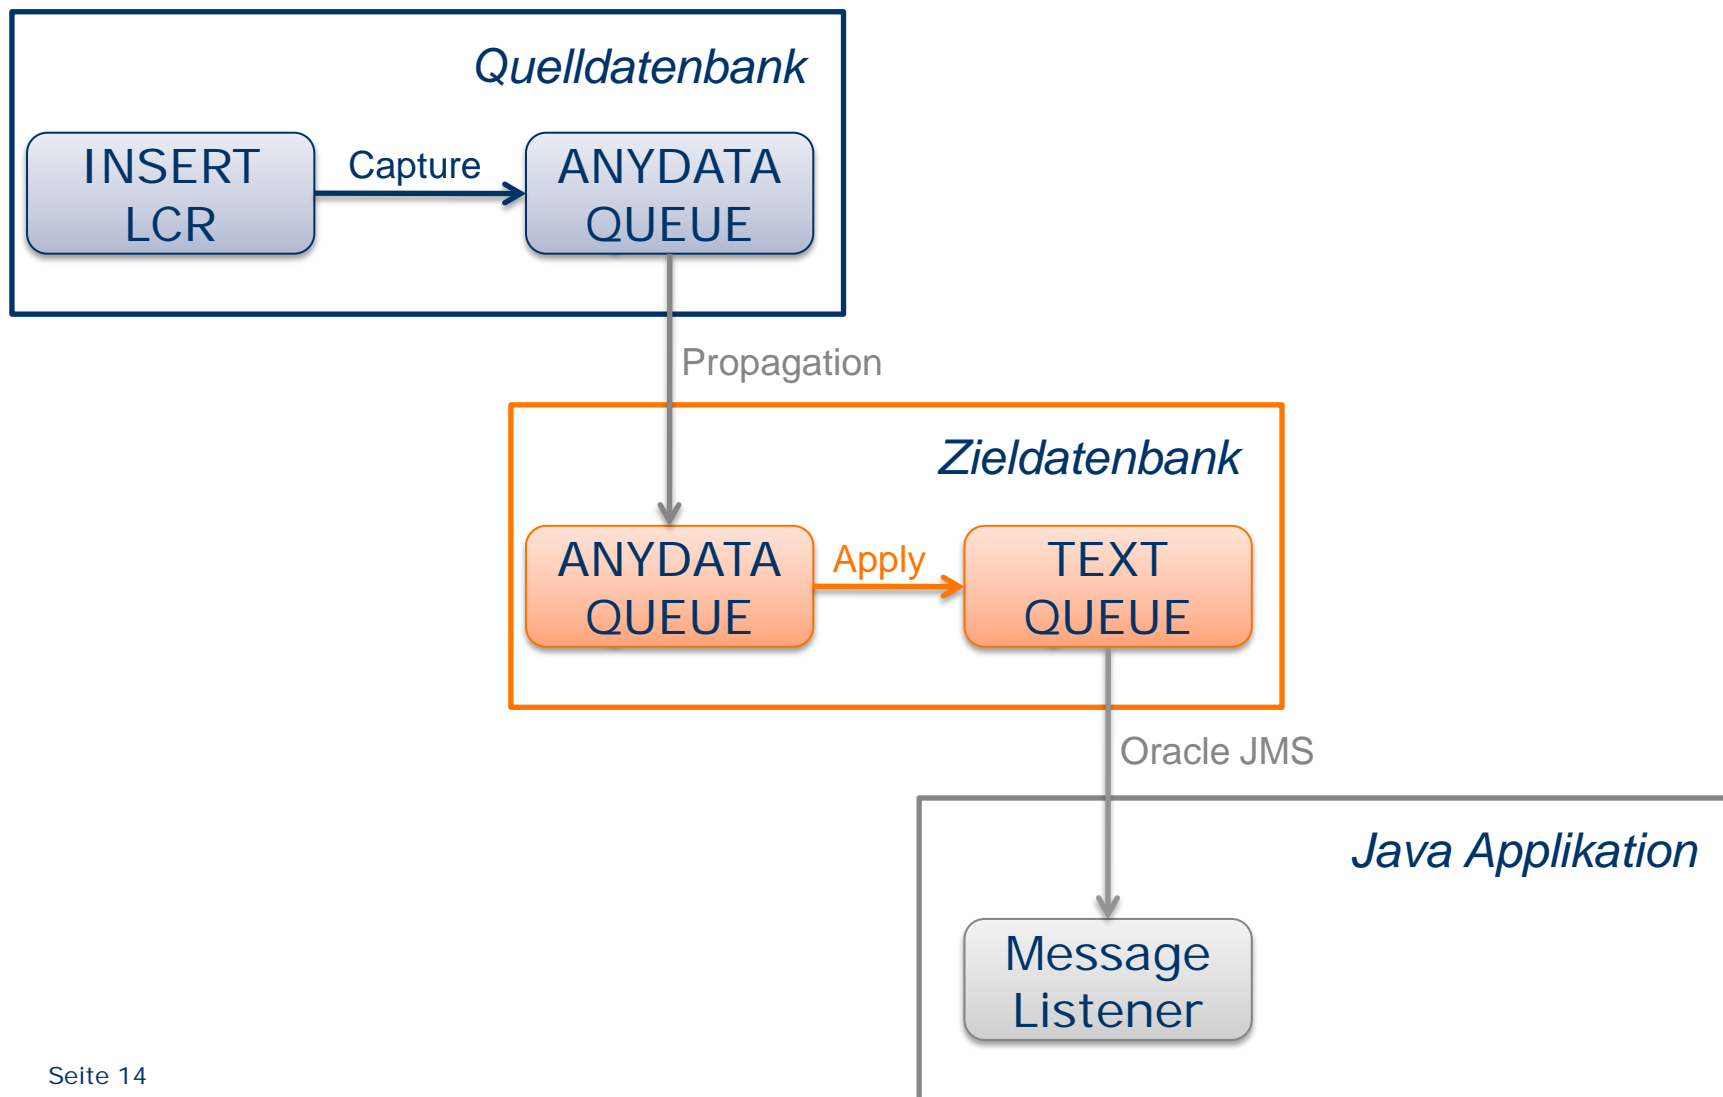 Quelldatenbank
INSERT
LCR
Capture
ANYDATA
QUEUE
Propagation
Zieldatenbank
ANYDATA
QUEUE
Apply
TEXT
QUEUE
Oracle JMS
Java Applikation
Message
Listener
Seite 14